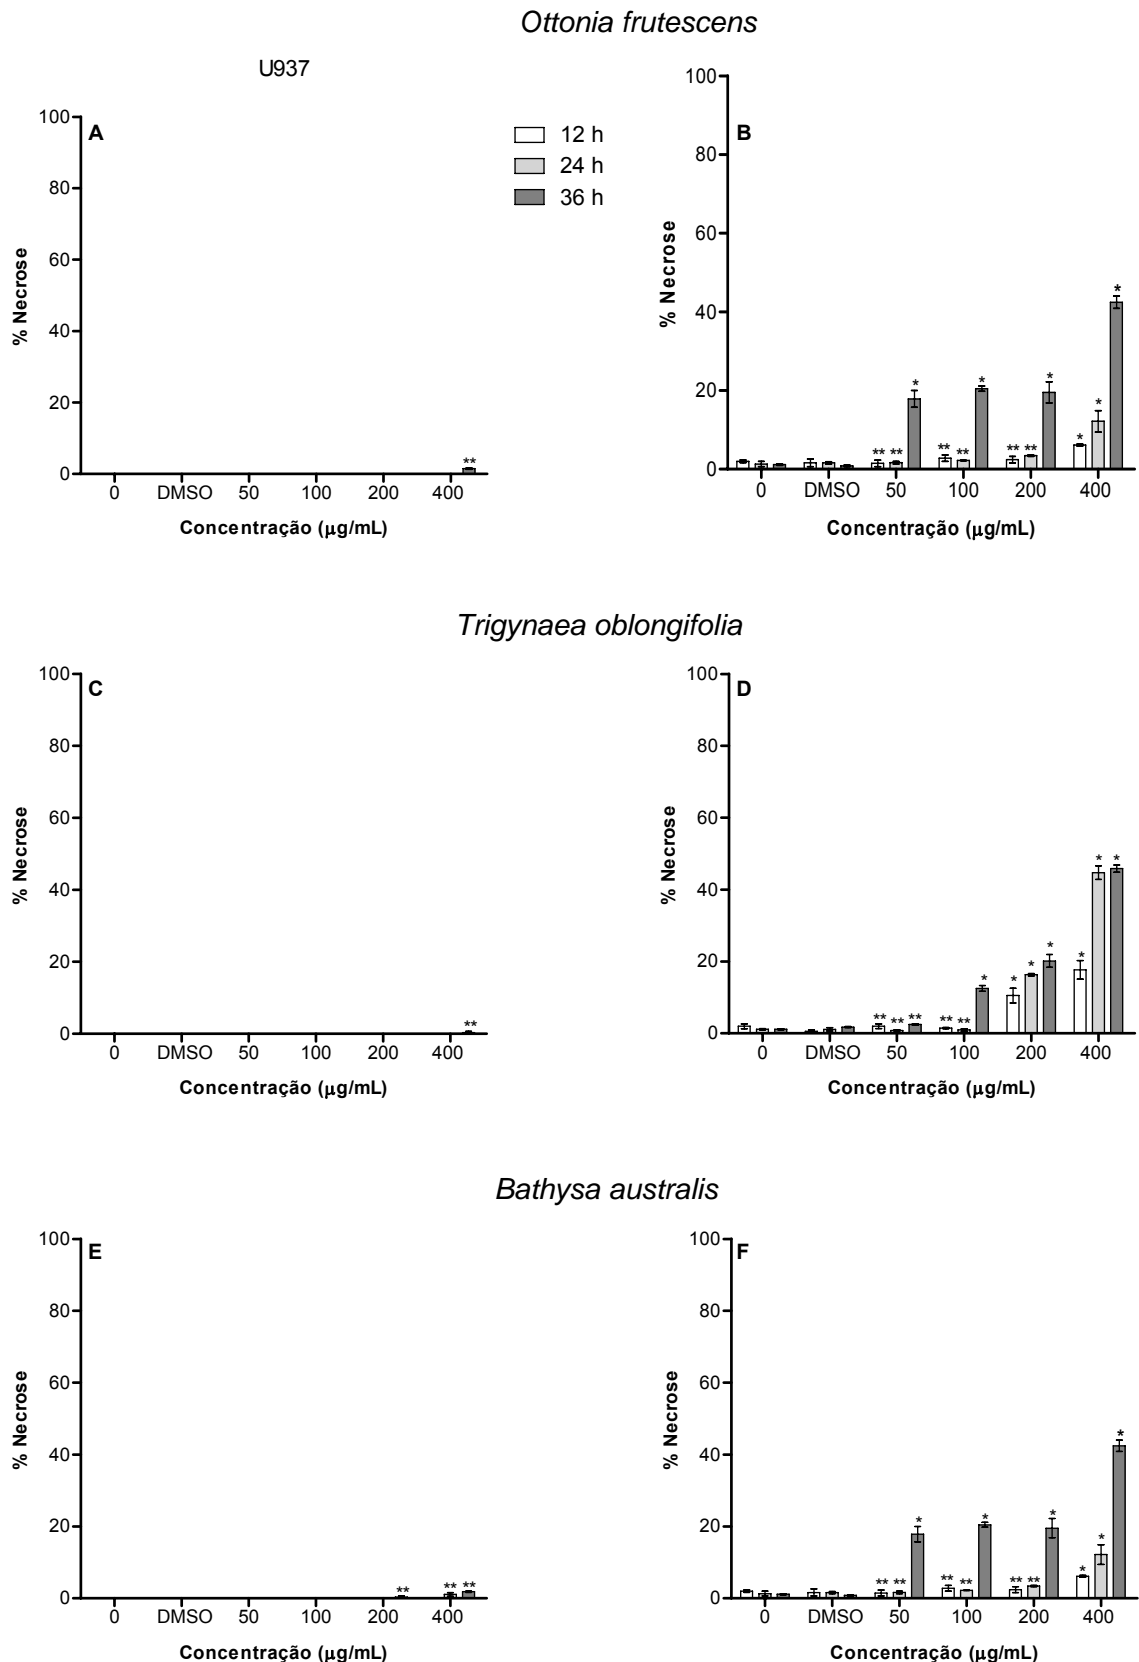 Ottonia frutescens
U937
A
100
80
60
40
20
0
% Necrose
**
0 DMSO 50 100 200 400
Concentração (μg/mL)
12 h
24 h
36 h
B
100
80
60
40
20
0
% Necrose
** ** * ** ** * ** ** * * * *
0 DMSO 50 100 200 400
Concentração (μg/mL)
Trigynaea oblongifolia
C
100
80
60
40
20
0
% Necrose
**
0 DMSO 50 100 200 400
Concentração (μg/mL)
D
100
80
60
40
20
0
% Necrose
** ** ** ** ** * * * * * * *
0 DMSO 50 100 200 400
Concentração (μg/mL)
Bathysa australis
E
100
80
60
40
20
0
% Necrose
** ** **
0 DMSO 50 100 200 400
Concentração (μg/mL)
F
100
80
60
40
20
0
% Necrose
** ** * ** ** * ** ** * * * *
0 DMSO 50 100 200 400
Concentração (μg/mL)